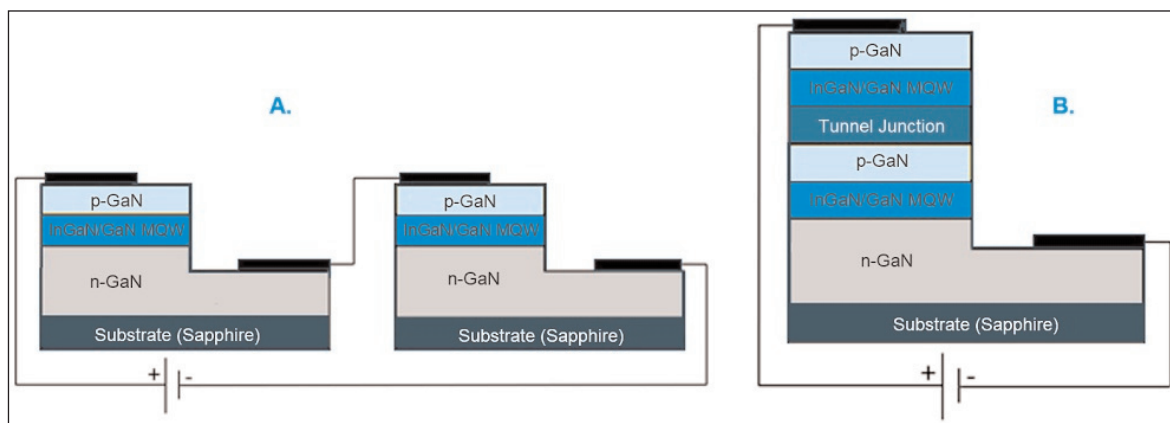 A.
p-GaN
InGaN/GaN MQW
n-GaN
Substrate (Sapphire)
+ -
p-GaN
InGaN/GaN MQW
n-GaN
Substrate (Sapphire)
B.
p-GaN
InGaN/GaN MQW
Tunnel Junction
p-GaN
InGaN/GaN MQW
n-GaN
Substrate (Sapphire)
+ -